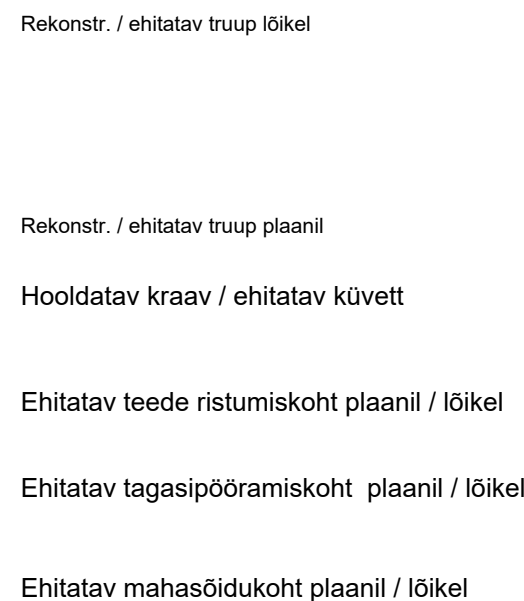 Rekonstr. / ehitatav truup lõikel
Rekonstr. / ehitatav truup plaanil
Hooldatav kraav / ehitatav küvett
Ehitatav teede ristumiskoht plaanil / lõikel
Ehitatav tagasipööramiskoht  plaanil / lõikel
Ehitatav mahasõidukoht plaanil / lõikel